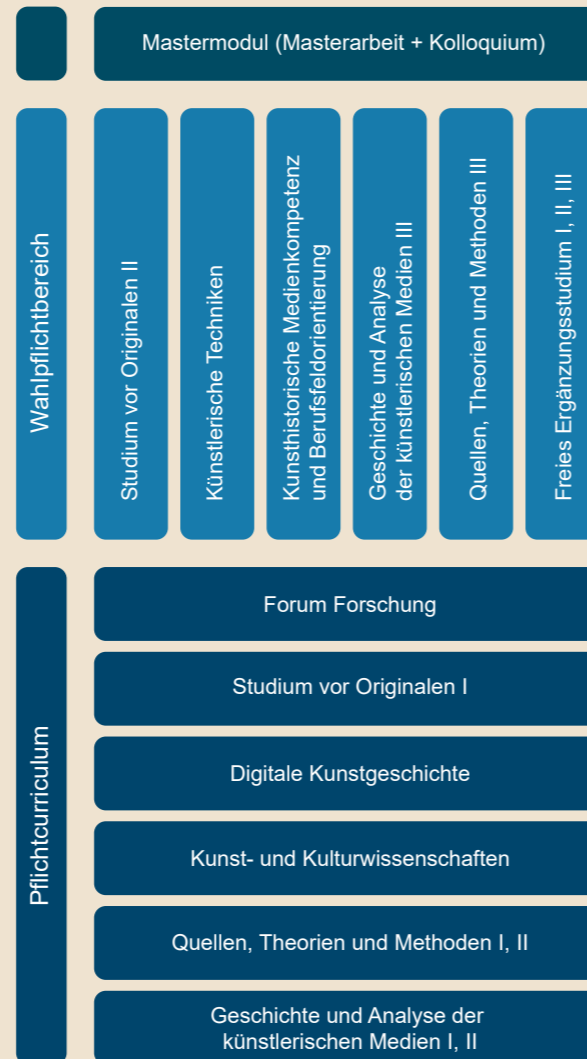 Mastermodul (Masterarbeit + Kolloquium)
Wahlpflichtbereich
Studium vor Originalen II
Künstlerische Techniken
Kunsthistorische Medienkompetenz
und Berufsfeldorientierung
Geschichte und Analyse
der künstlerischen Medien III
Quellen, Theorien und Methoden III
Freies Ergänzungsstudium I, II, III
Pflichtcurriculum
Forum Forschung
Studium vor Originalen I
Digitale Kunstgeschichte
Kunst- und Kulturwissenschaften
Quellen, Theorien und Methoden I, II
Geschichte und Analyse der
künstlerischen Medien I, II